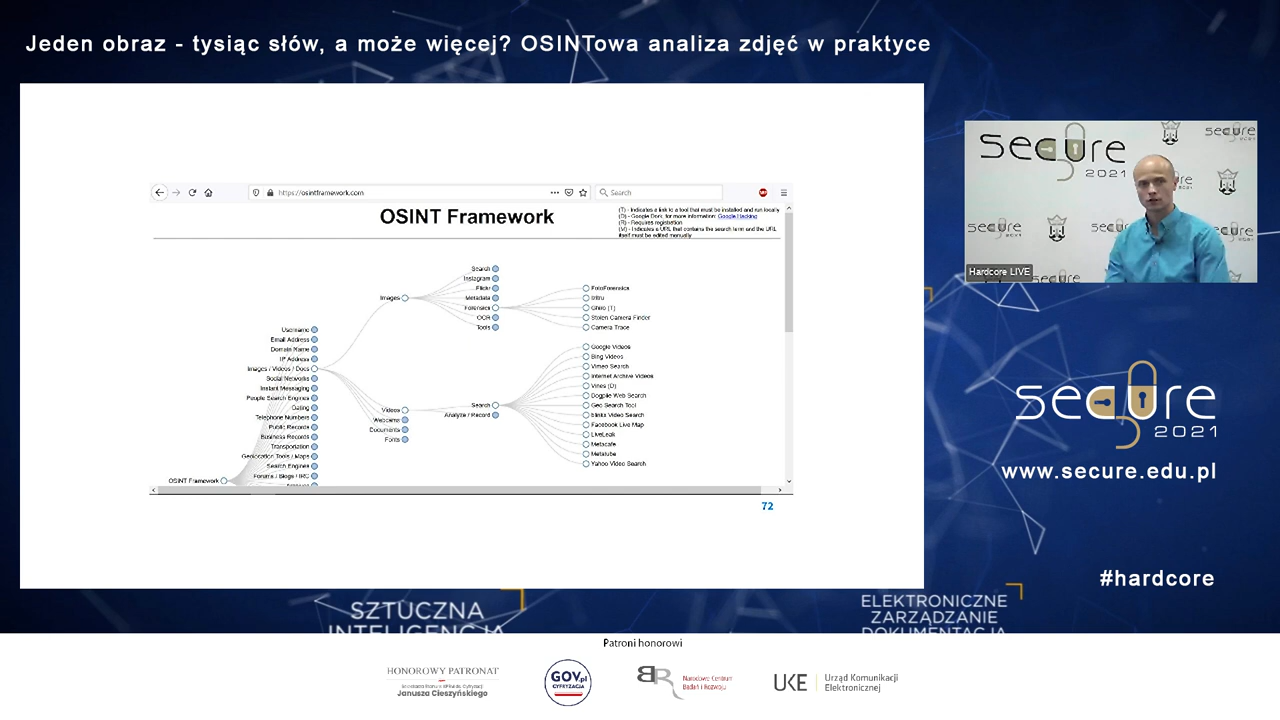 Jeden obraz - tysiąc słów, a może więcej? OSINTowa analiza zdjęć w praktyce
https://osintframework.com
Search
OSINT Framework
(T) - Indicates a link to a tool that must be installed and run locally
(D) - Google Dork, for more information: Google Hacking
(R) - Requires registration
(M) - Indicates a URL that contains the search term and the URL
itself must be edited manually
Search
Instagram
Flickr
Images
Metadata
Forensics
OCR
Tools
FotoForensics
Ghiro (T)
Stolen Camera Finder
Camera Trace
Username
Email Address
Domain Name
IP Address
Images / Videos / Docs
Social Networks
Instant Messaging
People Search Engines
Dating
Telephone Numbers
Public Records
Business Records
Transportation
Geolocation Tools / Maps
Search Engines
Forums / Blogs / IRC
OSINT Framework
Videos
Webcams
Documents
Fonts
Search
Analyze / Record
Google Videos
Bing Videos
Vimeo Search
Internet Archive Videos
Vines (D)
Dogpile Web Search
Geo Search Tool
blinkx Video Search
Facebook Live Map
LiveLeak
Metacafe
Metatube
Yahoo Video Search
72
secure
2021
Hardcore LIVE
secure
2021
www.secure.edu.pl
#hardcore
SZTUCZNA
INTELIGENCJA
ELEKTRONICZNE
ZARZĄDZANIE
DOKUMENTACJĄ
Patroni honorowi
HONOROWY PATRONAT
Janusza Cieszyńskiego
GOV.pl
CYFRYZACJA
Narodowe Centrum
Badań i Rozwoju
UKE
Urząd Komunikacji
Elektronicznej